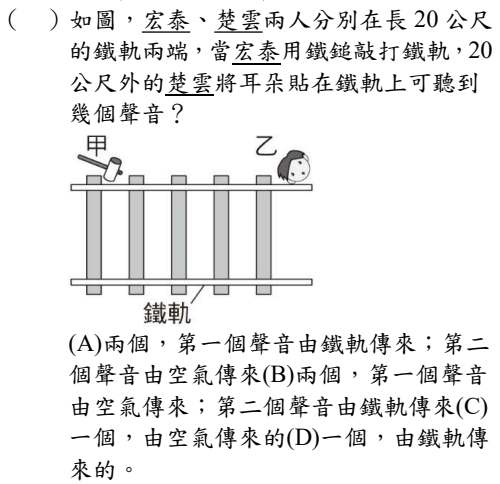 （　）如圖，宏泰、楚雲兩人分別在長 20 公尺
的鐵軌兩端，當宏泰用鐵鎚敲打鐵軌，20
公尺外的楚雲將耳朵貼在鐵軌上可聽到
幾個聲音？
甲 乙
鐵軌
(A)兩個，第一個聲音由鐵軌傳來；第二
個聲音由空氣傳來(B)兩個，第一個聲音
由空氣傳來；第二個聲音由鐵軌傳來(C)
一個，由空氣傳來的(D)一個，由鐵軌傳
來的。